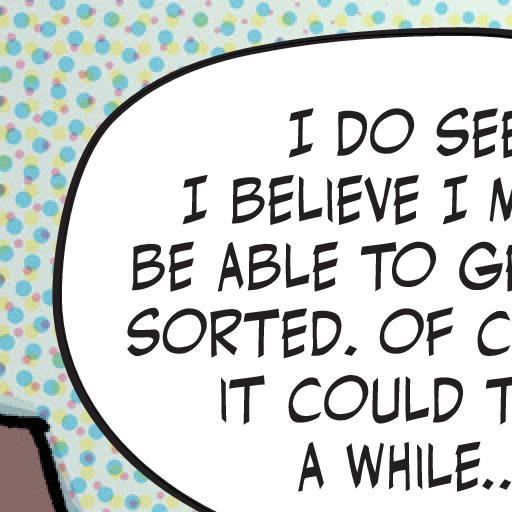 I DO SEE
I BELIEVE I
BE ABLE TO
SORTED. OF
IT COULD
A WHILE..